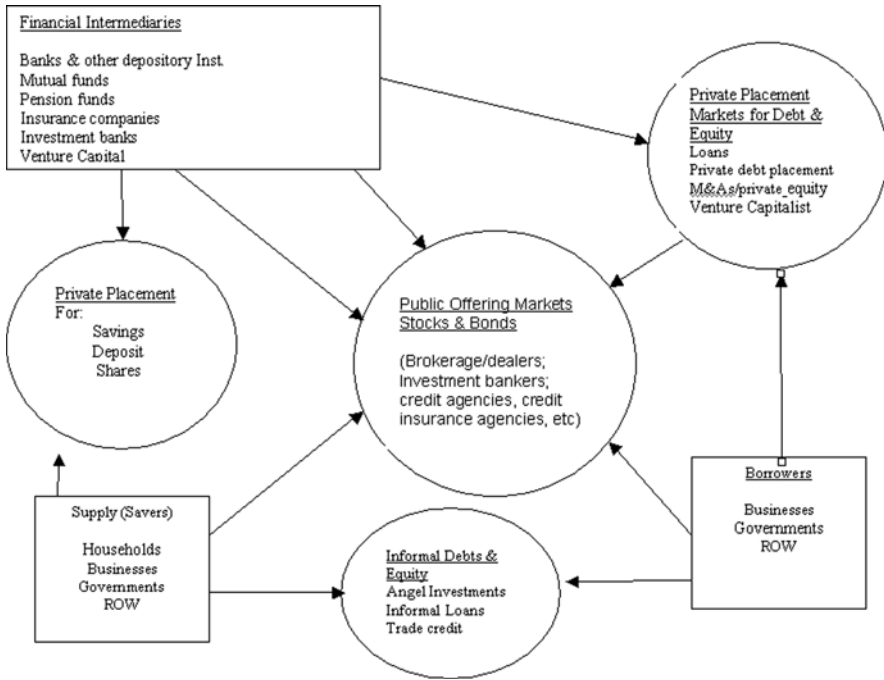 Financial Intermediaries
Banks & other depository Inst.
Mutual funds
Pension funds
Insurance companies
Investment banks
Venture Capital
Private Placement
Markets for Debt &
Equity
Loans
Private debt placement
M&As/private_equity
Venture Capitalist
Private Placement
For:
Savings
Deposit
Shares
Public Offering Markets
Stocks & Bonds
(Brokerage/dealers;
Investment bankers;
credit agencies, credit
insurance agencies, etc)
Supply (Savers)
Households
Businesses
Governments
ROW
Informal Debts &
Equity
Angel Investments
Informal Loans
Trade credit
Borrowers
Businesses
Governments
ROW